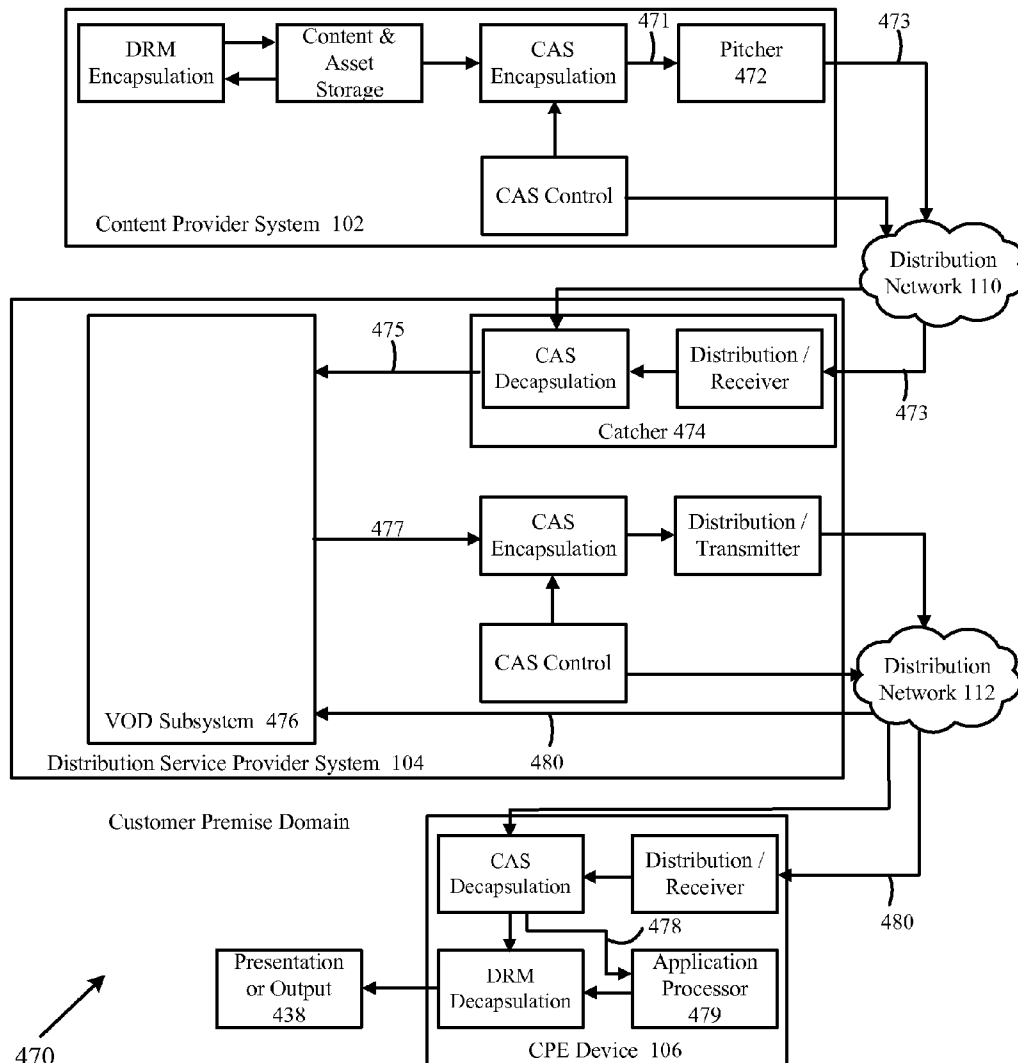 471
473
DRM
Encapsulation
Content &
Asset
Storage
CAS
Encapsulation
Pitcher
472
CAS Control
Content Provider System 102
Distribution
Network 110
475
CAS
Decapsulation
Distribution /
Receiver
473
Catcher 474
477
CAS
Encapsulation
Distribution /
Transmitter
CAS Control
Distribution
Network 112
VOD Subsystem 476
480
Distribution Service Provider System 104
Customer Premise Domain
CAS
Decapsulation
Distribution /
Receiver
480
478
Presentation
or Output
438
DRM
Decapsulation
Application
Processor
479
470
CPE Device 106